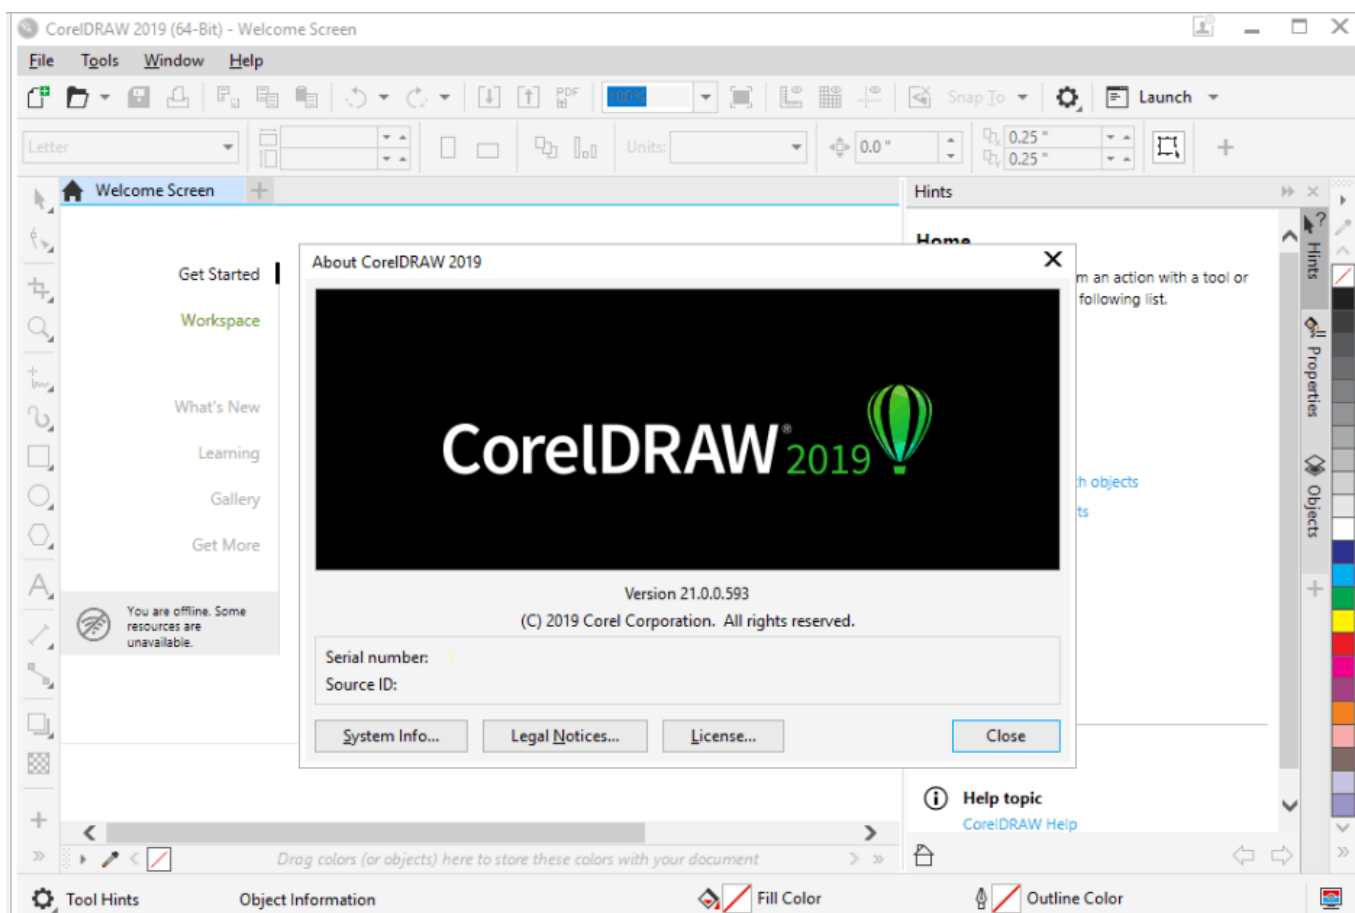 CorelDRAW 2019 (64-Bit) - Welcome Screen
File Tools Window Help
PDF 100% Snap To Launch
Letter Units: 0.0 " 0.25 "
0.25 "
Welcome Screen
Hints
Home
Get Started
Workspace
What's New
Learning
Gallery
Get More
You are offline. Some
resources are
unavailable.
About CorelDRAW 2019
CorelDRAW® 2019
Version 21.0.0.593
(C) 2019 Corel Corporation. All rights reserved.
Serial number:
Source ID:
System Info... Legal Notices... License... Close
m an action with a tool or
following list.
h objects
ts
Help topic
CorelDRAW Help
Hints
Properties
Objects
Drag colors (or objects) here to store these colors with your document
Tool Hints Object Information Fill Color Outline Color